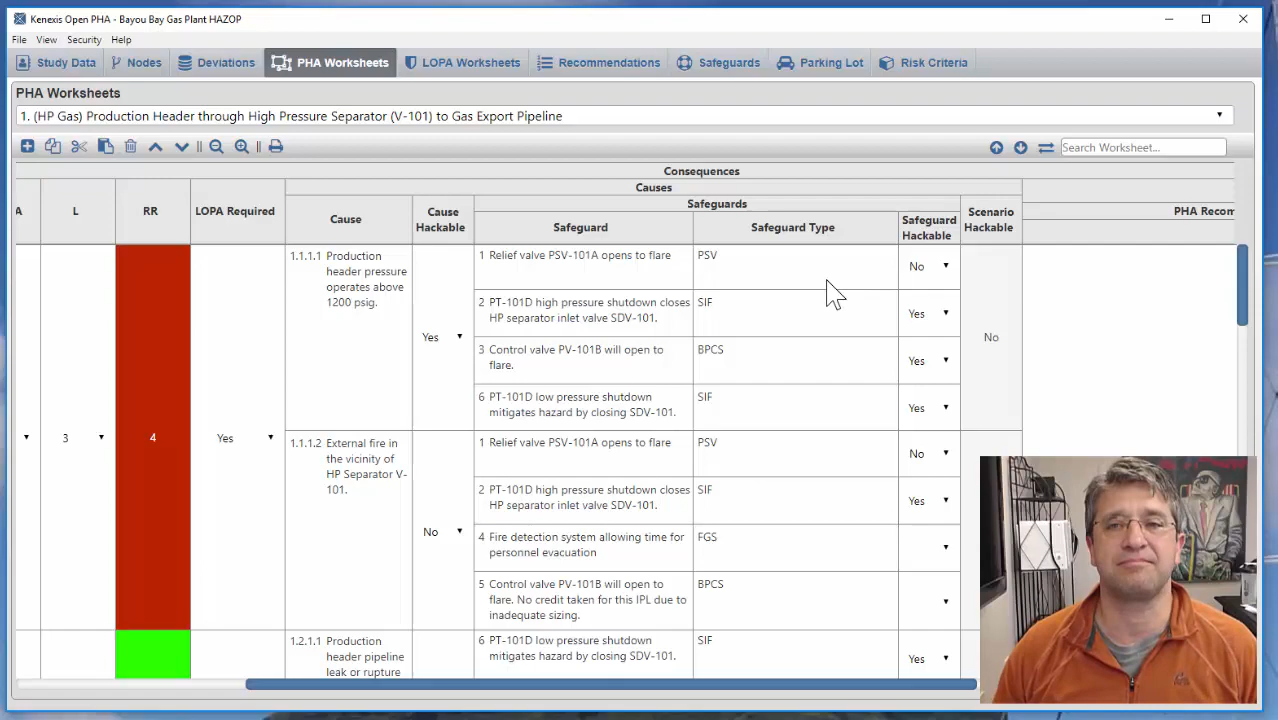 Kenexis Open PHA - Bayou Bay Gas Plant HAZOP
File View Security Help
Study Data Nodes Deviations PHA Worksheets LOPA Worksheets Recommendations Safeguards Parking Lot Risk Criteria
PHA Worksheets
1. (HP Gas) Production Header through High Pressure Separator (V-101) to Gas Export Pipeline
Search Worksheet...
Consequences
Causes
Safeguards
A L RR LOPA Required Cause Cause Hackable Safeguard Safeguard Type Safeguard Hackable Scenario Hackable PHA Recom
3 4 Yes
1.1.1.1 Production
header pressure
operates above
1200 psig.
Yes
1 Relief valve PSV-101A opens to flare PSV No
2 PT-101D high pressure shutdown closes
HP separator inlet valve SDV-101. SIF Yes
3 Control valve PV-101B will open to
flare. BPCS Yes
6 PT-101D low pressure shutdown
mitigates hazard by closing SDV-101. SIF Yes
No
1.1.1.2 External fire in
the vicinity of
HP Separator V-
101.
No
1 Relief valve PSV-101A opens to flare PSV No
2 PT-101D high pressure shutdown closes
HP separator inlet valve SDV-101. SIF Yes
4 Fire detection system allowing time for
personnel evacuation FGS
5 Control valve PV-101B will open to
flare. No credit taken for this IPL due to
inadequate sizing. BPCS
1.2.1.1 Production
header pipeline
leak or rupture
6 PT-101D low pressure shutdown
mitigates hazard by closing SDV-101. SIF Yes